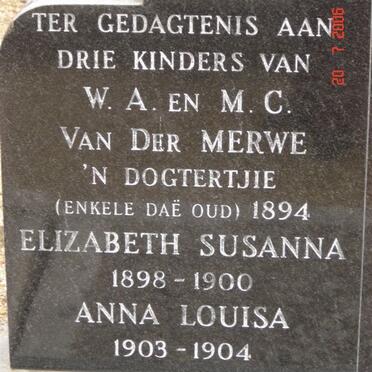 TER GEDAGTENIS AAN
DRIE KINDERS VAN
W. A. EN M. C.
VAN DER MERWE
'N DOGTERTJIE
(ENKELE DAË OUD) 1894
ELIZABETH SUSANNA
1898 - 1900
ANNA LOUISA
1903 - 1904
20 7 2006